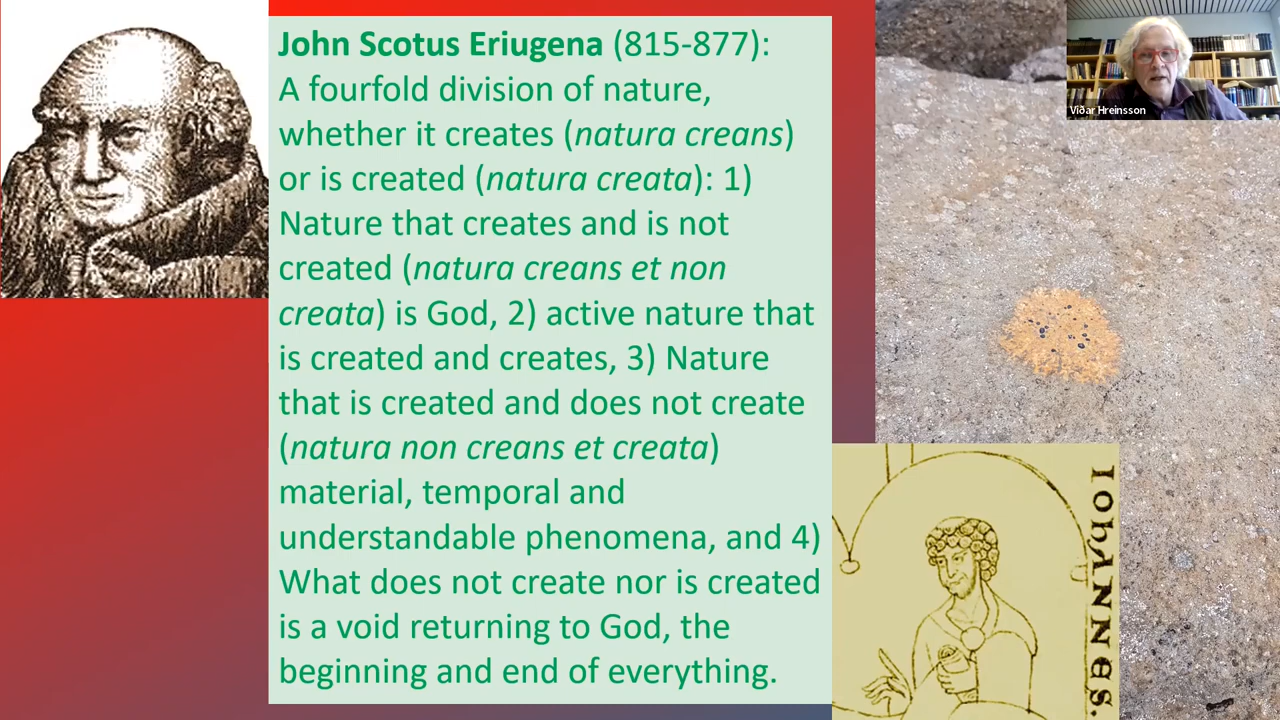 John Scotus Eriugena (815-877):
A fourfold division of nature,
whether it creates (natura creans)
or is created (natura creata): 1)
Nature that creates and is not
created (natura creans et non
creata) is God, 2) active nature that
is created and creates, 3) Nature
that is created and does not create
(natura non creans et creata)
material, temporal and
understandable phenomena, and 4)
What does not create nor is created
is a void returning to God, the
beginning and end of everything.
Viðar Hreinsson
IOhANNES.